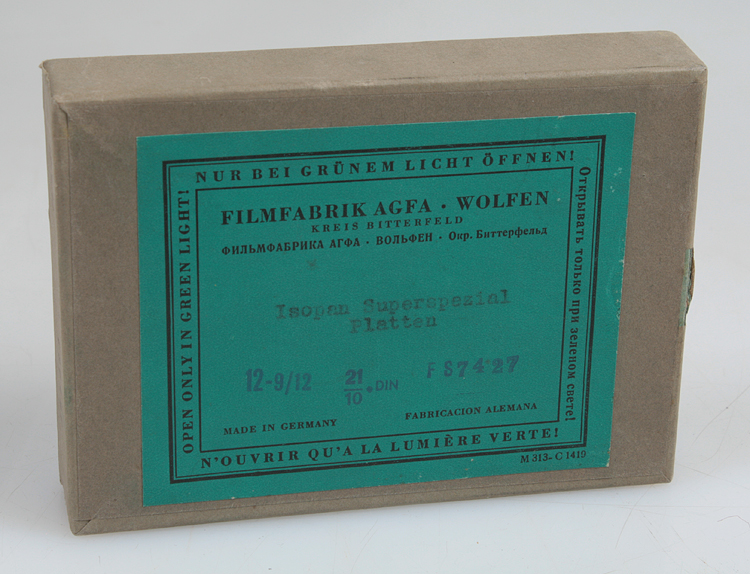 NUR BEI GRÜNEM LICHT ÖFFNEN!
OPEN ONLY IN GREEN LIGHT!
Открывать только при зеленом свете!
FILMFABRIK AGFA · WOLFEN
KREIS BITTERFELD
ФИЛЬМФАБРИКА АГФА · ВОЛЬФЕН · Окр. Биттерфельд
Isopan Superspezial
Platten
12-9/12 21/10 °DIN F S7427
MADE IN GERMANY FABRICACION ALEMANA
N'OUVRIR QU'A LA LUMIÈRE VERTE!
M 313- C 1419